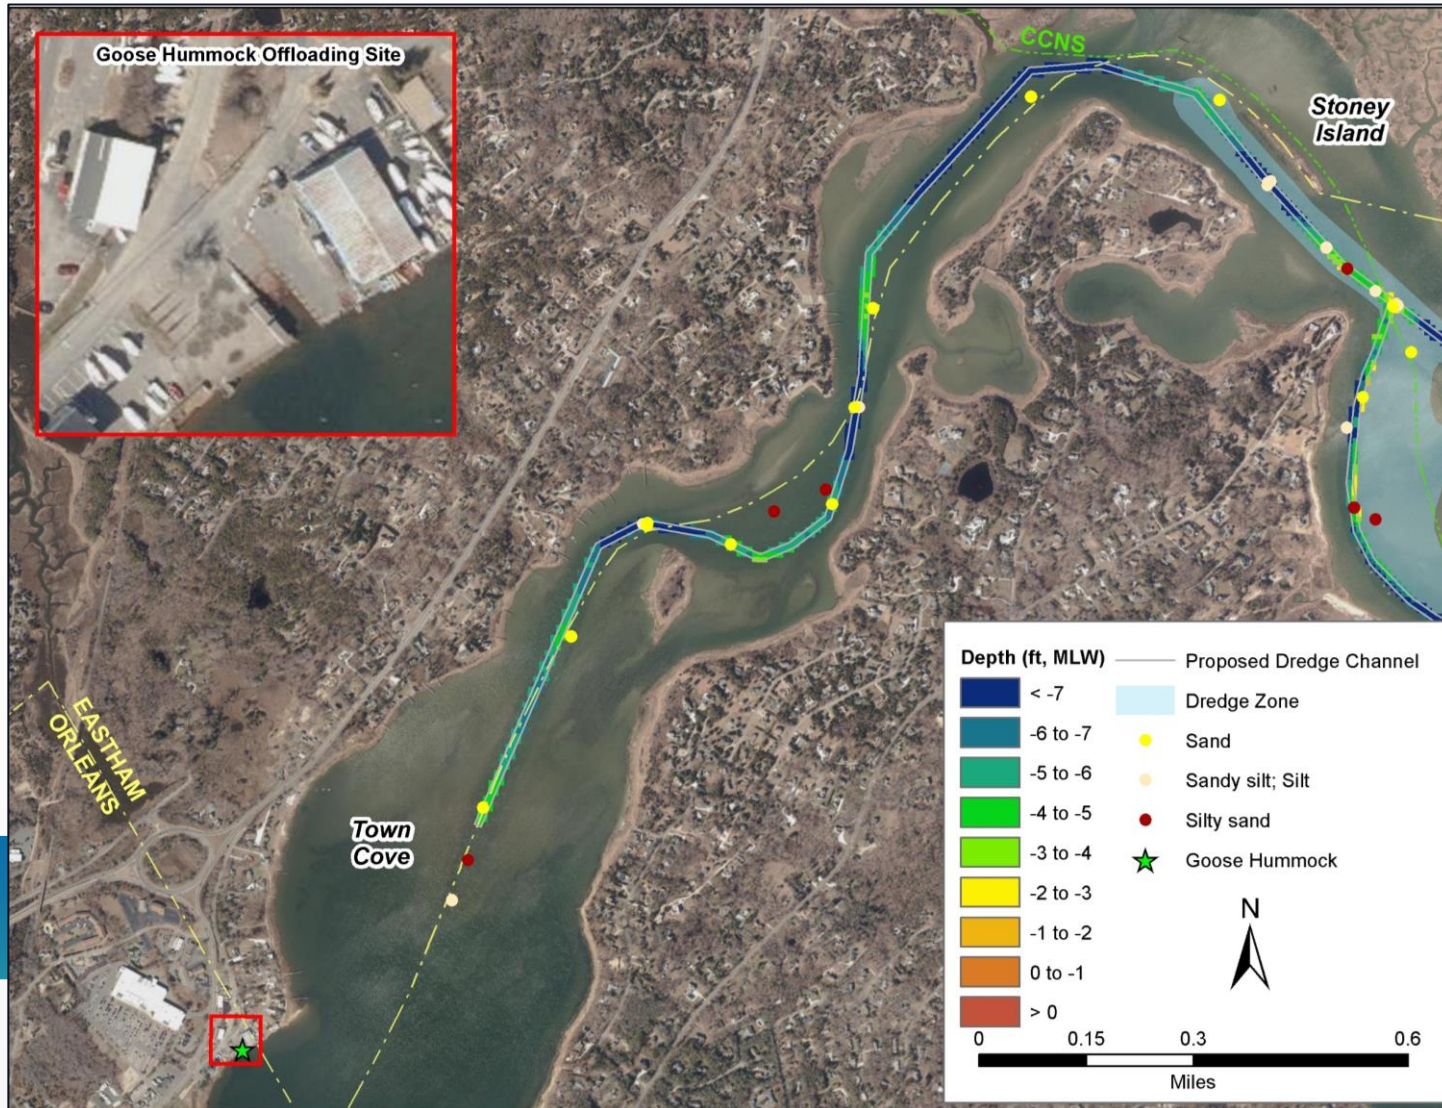 Goose Hummock Offloading Site
CCNS
Stoney
Island
EASTHAM
ORLEANS
Town
Cove
Depth (ft, MLW)
< -7
-6 to -7
-5 to -6
-4 to -5
-3 to -4
-2 to -3
-1 to -2
0 to -1
> 0
Proposed Dredge Channel
Dredge Zone
Sand
Sandy silt; Silt
Silty sand
Goose Hummock
N
0 0.15 0.3 0.6
Miles